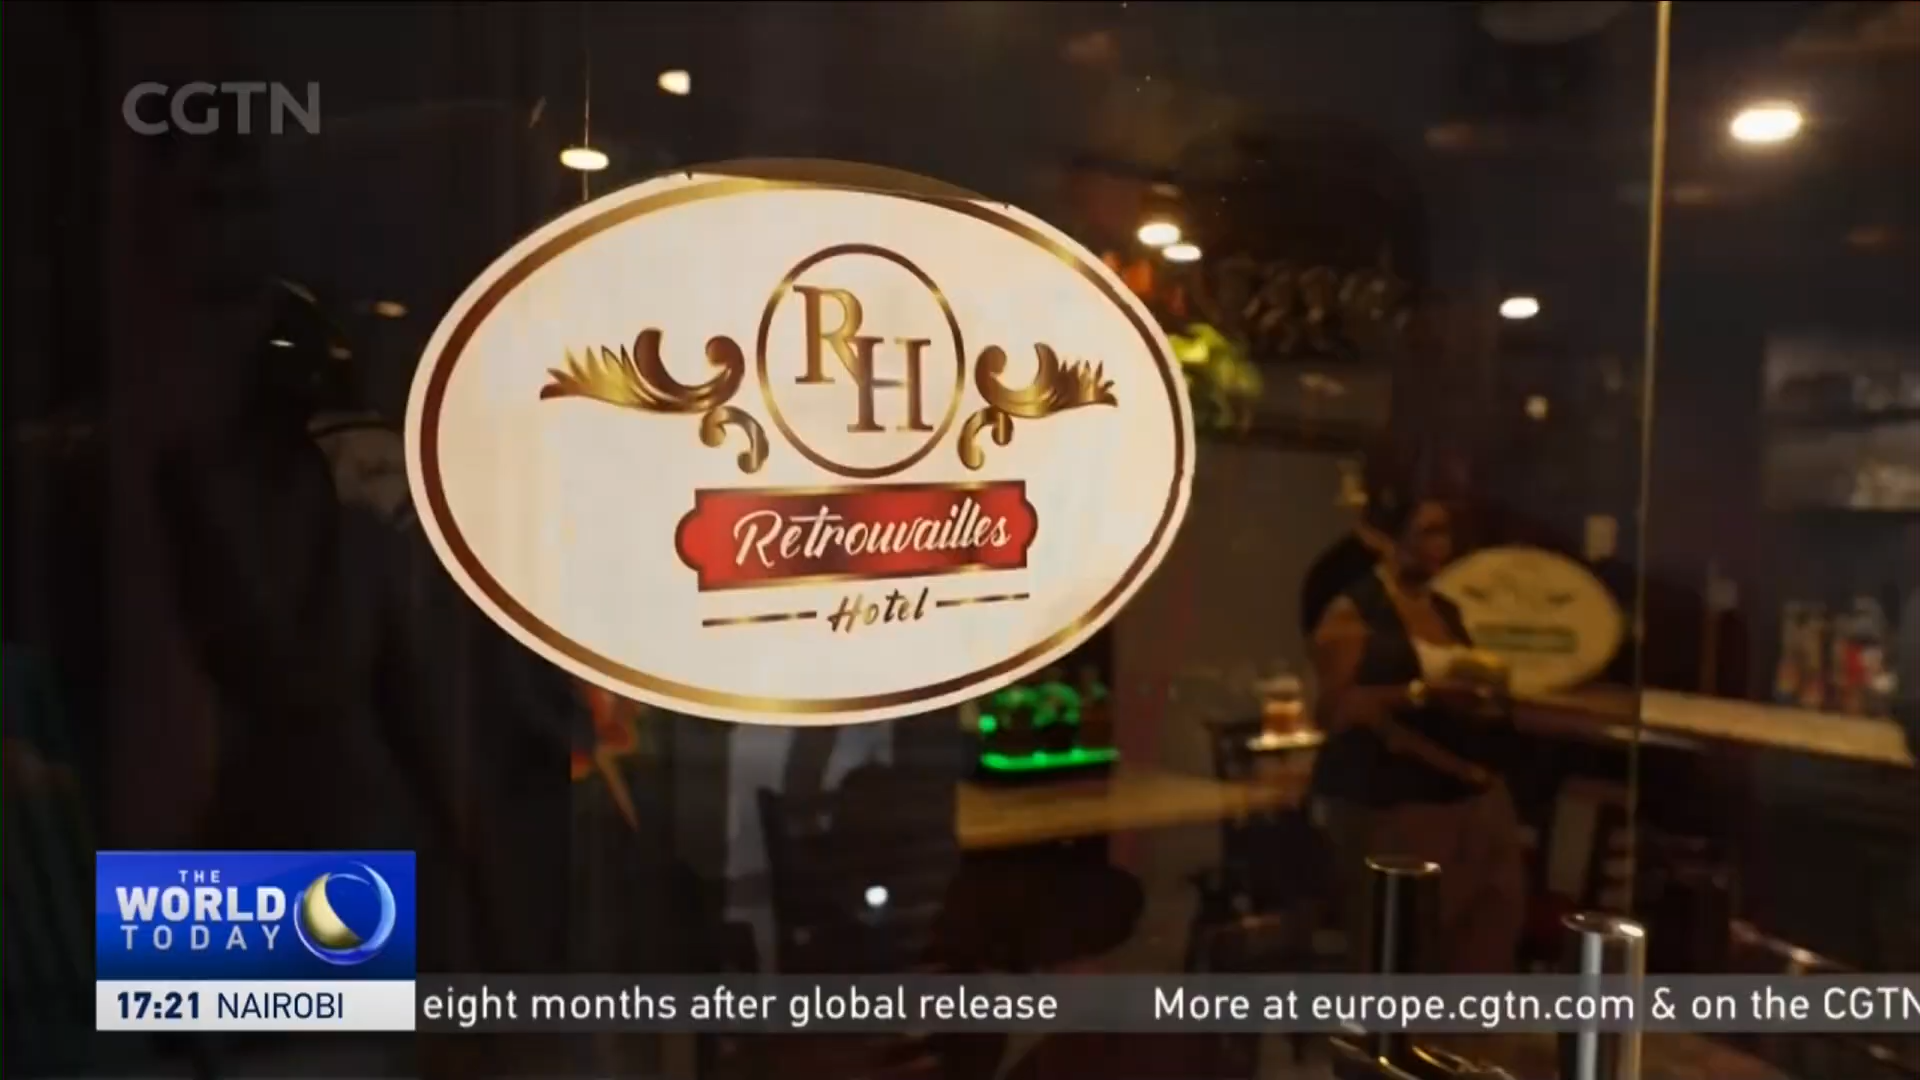 CGTN
RH
Retrouvailles
Hotel
THE
WORLD
TODAY
17:21 NAIROBI
eight months after global release
More at europe.cgtn.com & on the CGTN